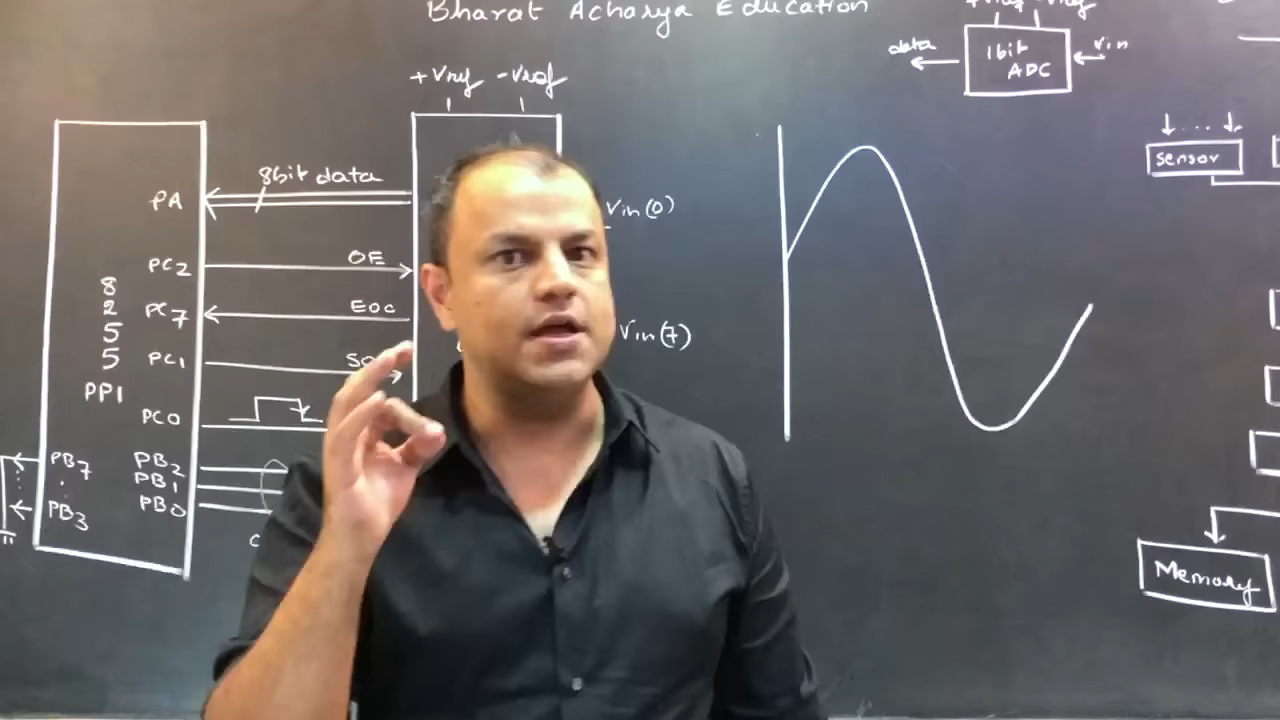 Bharat Acharya Education
+Vref -Vref
data
1bit
ADC
Vin
+Vref -Vref
sensor
8bit data
PA
Vin(0)
PC2
OE
8
2
5
5
PPI
PC7
EOC
Vin(7)
PC1
PC0
PB7
PB2
PB1
PB3
PB0
Memory